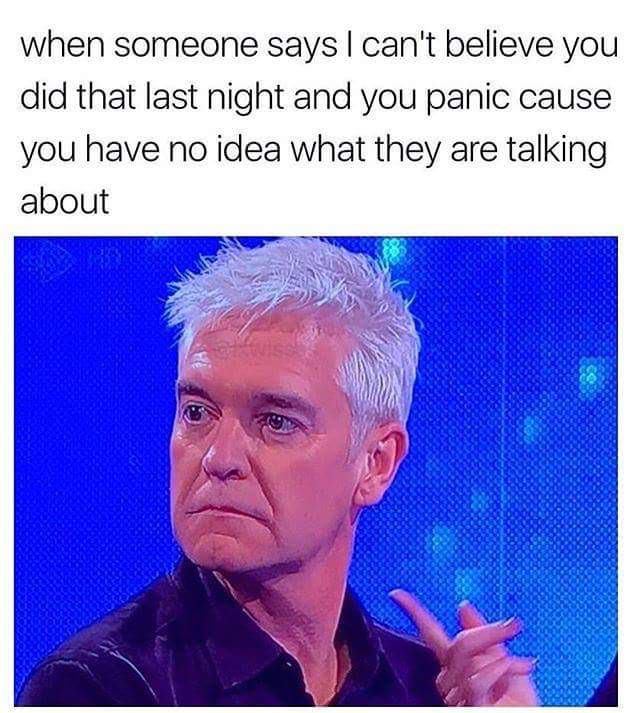 when someone says I can't believe you
did that last night and you panic cause
you have no idea what they are talking
about